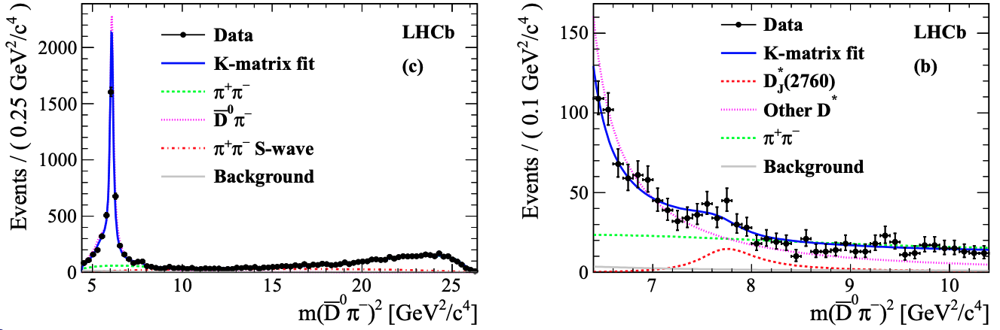 Events / ( 0.25 GeV²/c⁴ )
2000
1500
1000
500
0
5
10
15
20
25
m(D̅⁰π⁻)² [GeV²/c⁴]
Data
K-matrix fit
π⁺π⁻
D̅⁰π⁻
π⁺π⁻ S-wave
Background
LHCb
(c)
Events / ( 0.1 GeV²/c⁴ )
150
100
50
0
7
8
9
10
m(D̅⁰π⁻)² [GeV²/c⁴]
Data
K-matrix fit
D*_J(2760)
Other D*
π⁺π⁻
Background
LHCb
(b)